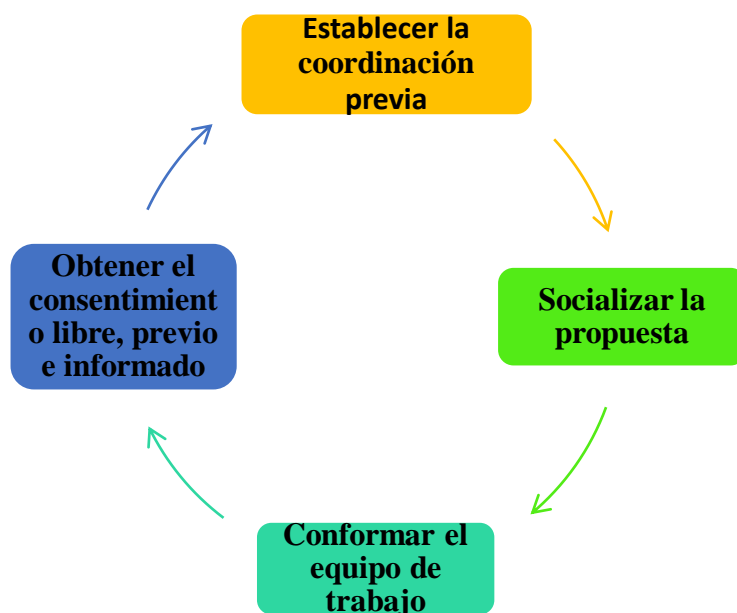 Establecer la
coordinación
previa
Socializar la
propuesta
Conformar el
equipo de
trabajo
Obtener el
consentimient
o libre, previo
e informado